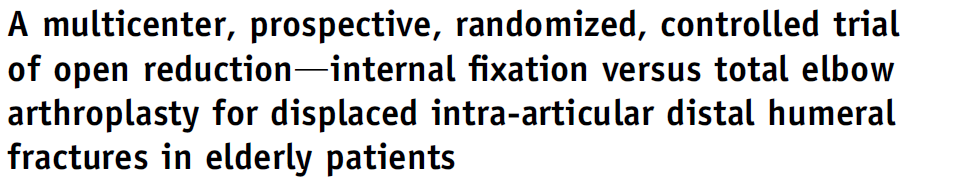 A multicenter, prospective, randomized, controlled trial
of open reduction—internal fixation versus total elbow
arthroplasty for displaced intra-articular distal humeral
fractures in elderly patients